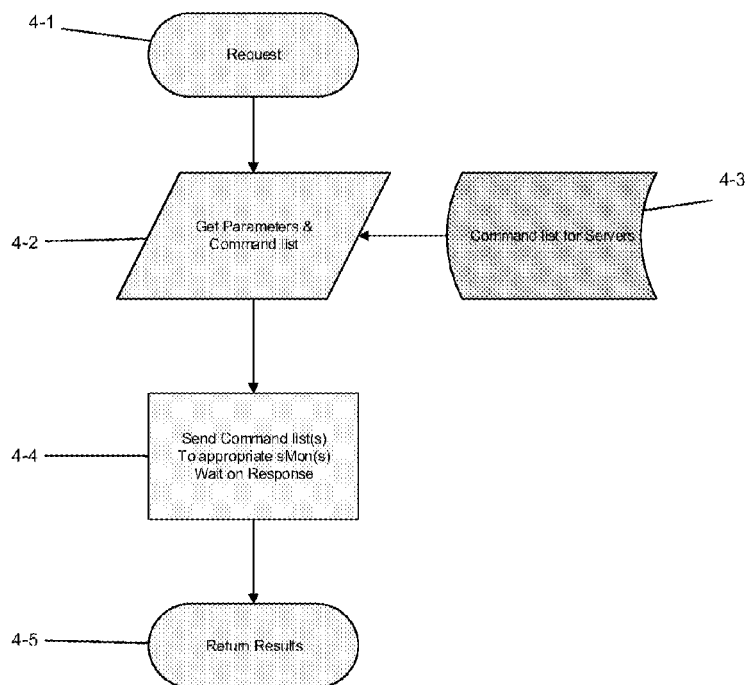 4-1
Request
4-2
Get Parameters &
Command list
4-3
Command list for Servers
4-4
Send Command list(s)
To appropriate sMon(s)
Wait on Response
4-5
Return Results